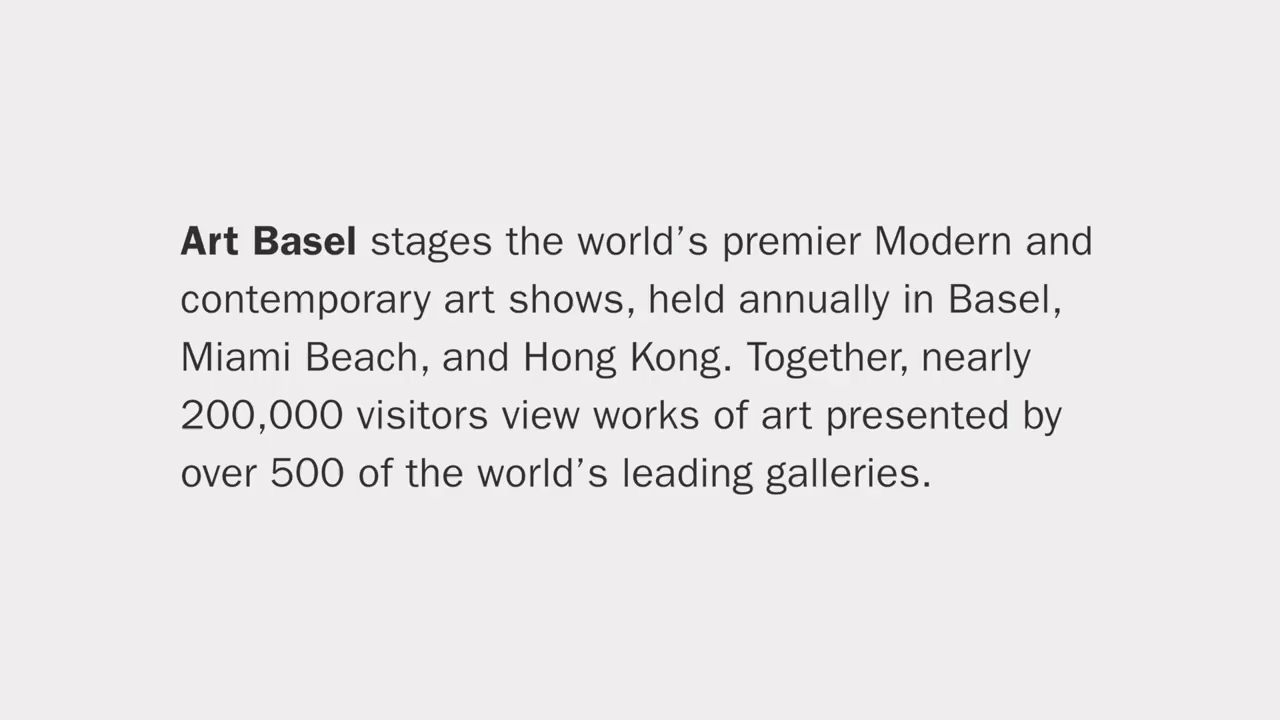 Art Basel stages the world’s premier Modern and
contemporary art shows, held annually in Basel,
Miami Beach, and Hong Kong. Together, nearly
200,000 visitors view works of art presented by
over 500 of the world’s leading galleries.